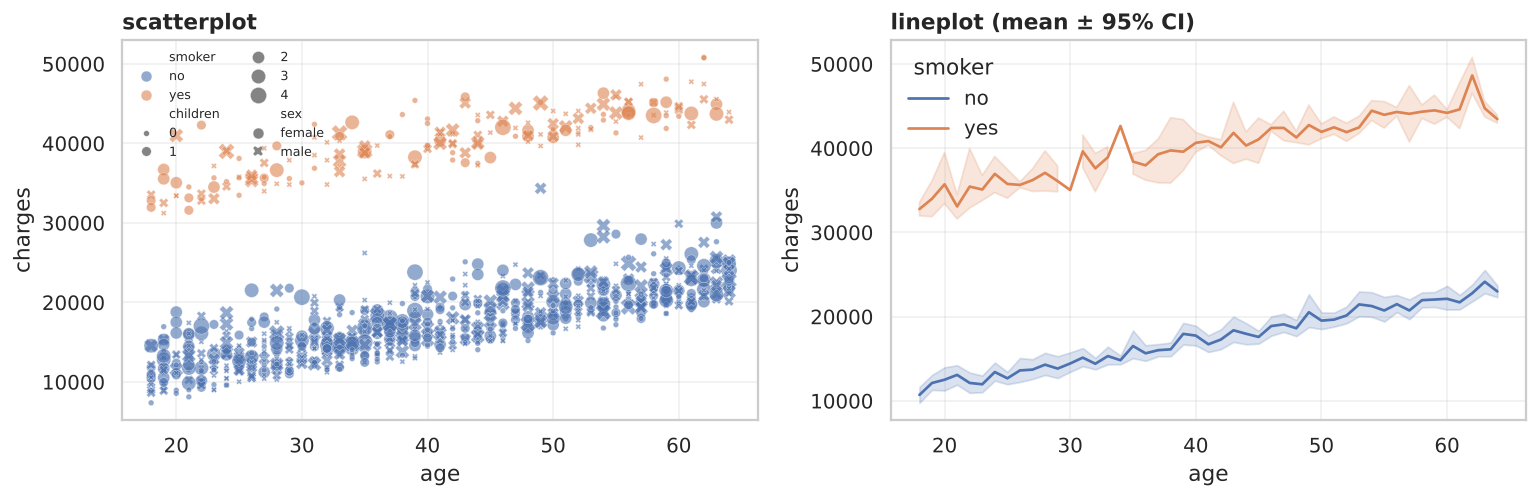 scatterplot
smoker
no
yes
children
0
1
2
3
4
sex
female
male
50000
40000
30000
20000
10000
charges
20 30 40 50 60
age
lineplot (mean ± 95% CI)
smoker
no
yes
50000
40000
30000
20000
10000
charges
20 30 40 50 60
age